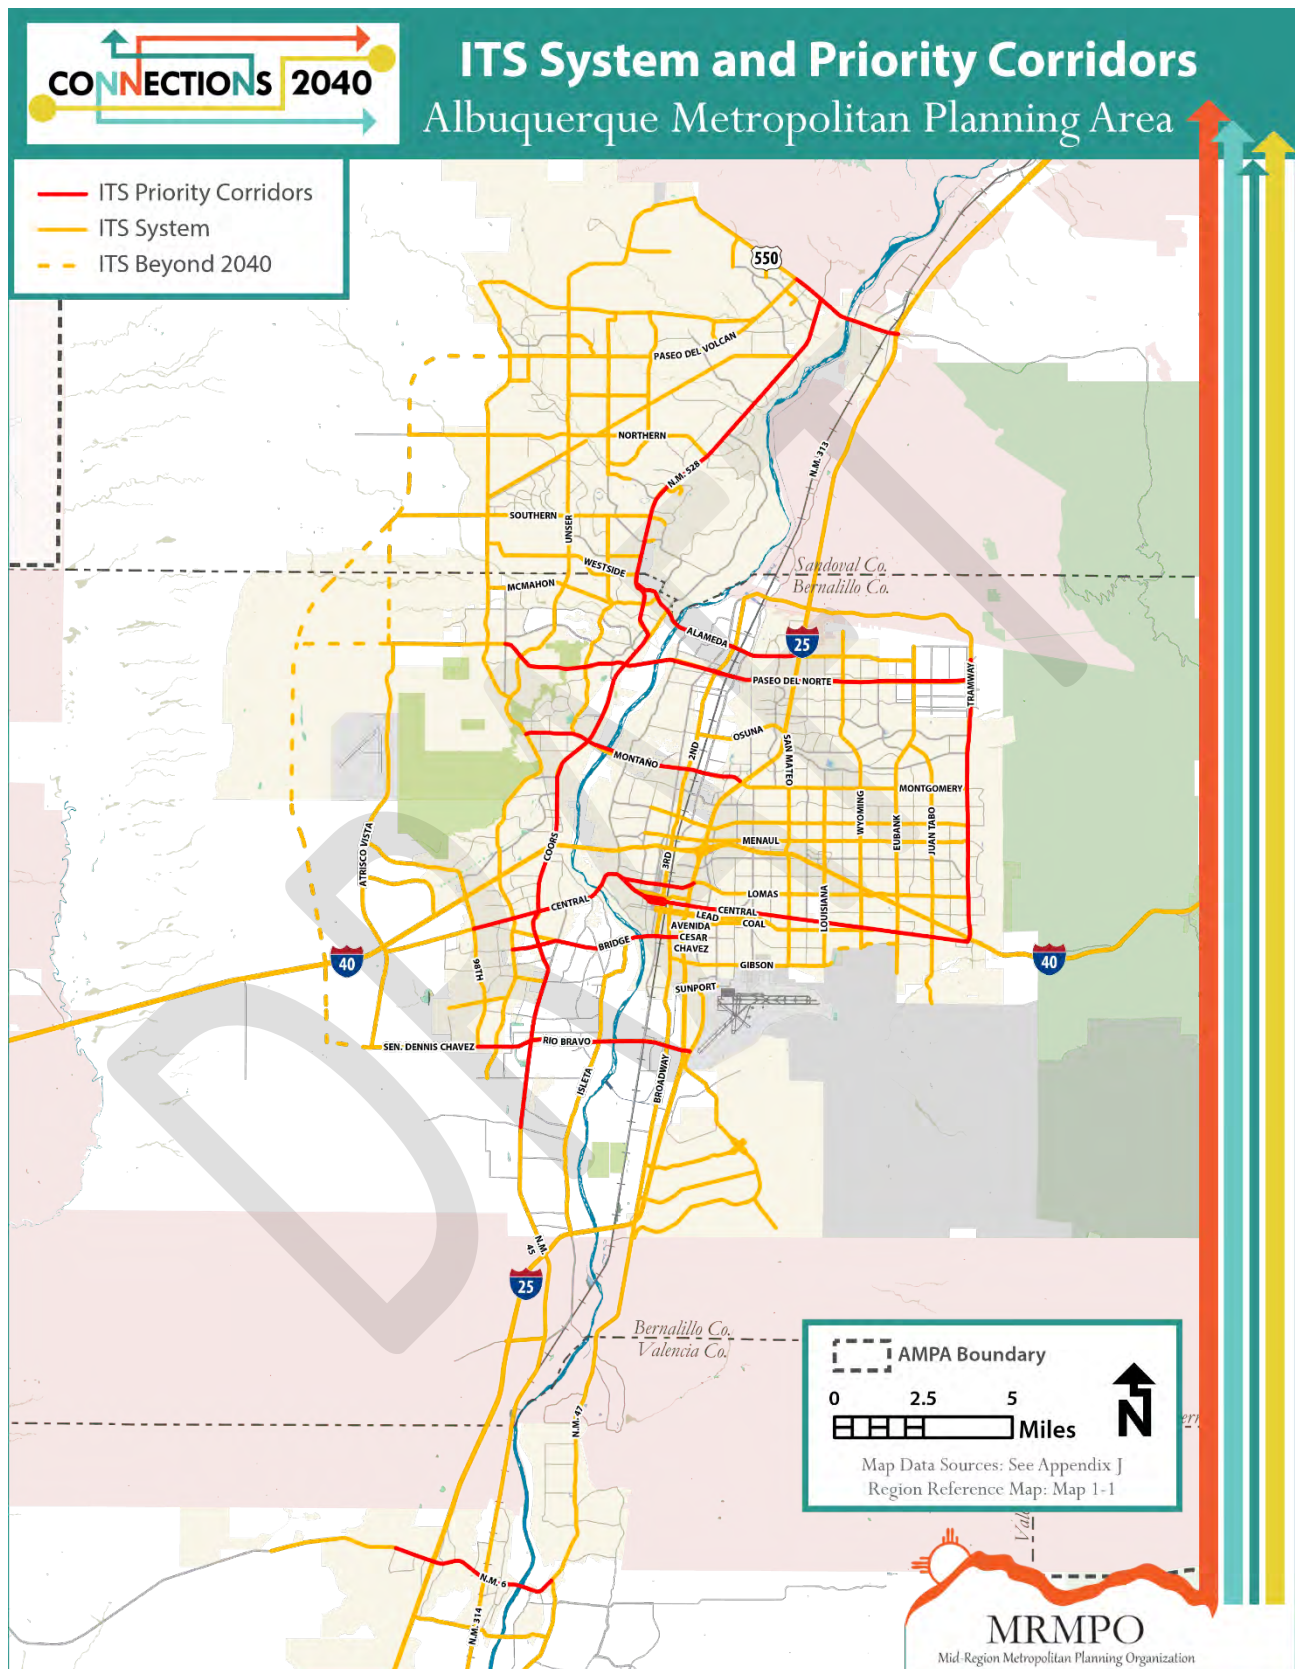 CONNECTIONS 2040
ITS System and Priority Corridors
Albuquerque Metropolitan Planning Area
ITS Priority Corridors
ITS System
ITS Beyond 2040
550
PASEO DEL VOLCAN
NORTHERN
N.M. 528
N.M. 313
SOUTHERN
UNSER
WESTSIDE
MCMAHON
Sandoval Co.
Bernalillo Co.
ALAMEDA
25
PASEO DEL NORTE
TRAMWAY
OSUNA
2ND
SAN MATEO
MONTAÑO
MONTGOMERY
WYOMING
EUBANK
JUAN TABO
ATRISCO VISTA
COORS
MENAUL
3RD
LOMAS
LOUISIANA
CENTRAL
CENTRAL
LEAD
COAL
AVENIDA
CESAR
CHAVEZ
BRIDGE
40
40
98TH
GIBSON
SUNPORT
SEN. DENNIS CHAVEZ
RIO BRAVO
ISLETA
BROADWAY
DRAFT
N.M.
45
25
Bernalillo Co.
Valencia Co.
N.M. 47
AMPA Boundary
0 2.5 5
Miles
N
Map Data Sources: See Appendix J
Region Reference Map: Map 1-1
N.M. 6
N.M. 314
MRMPO
Mid-Region Metropolitan Planning Organization